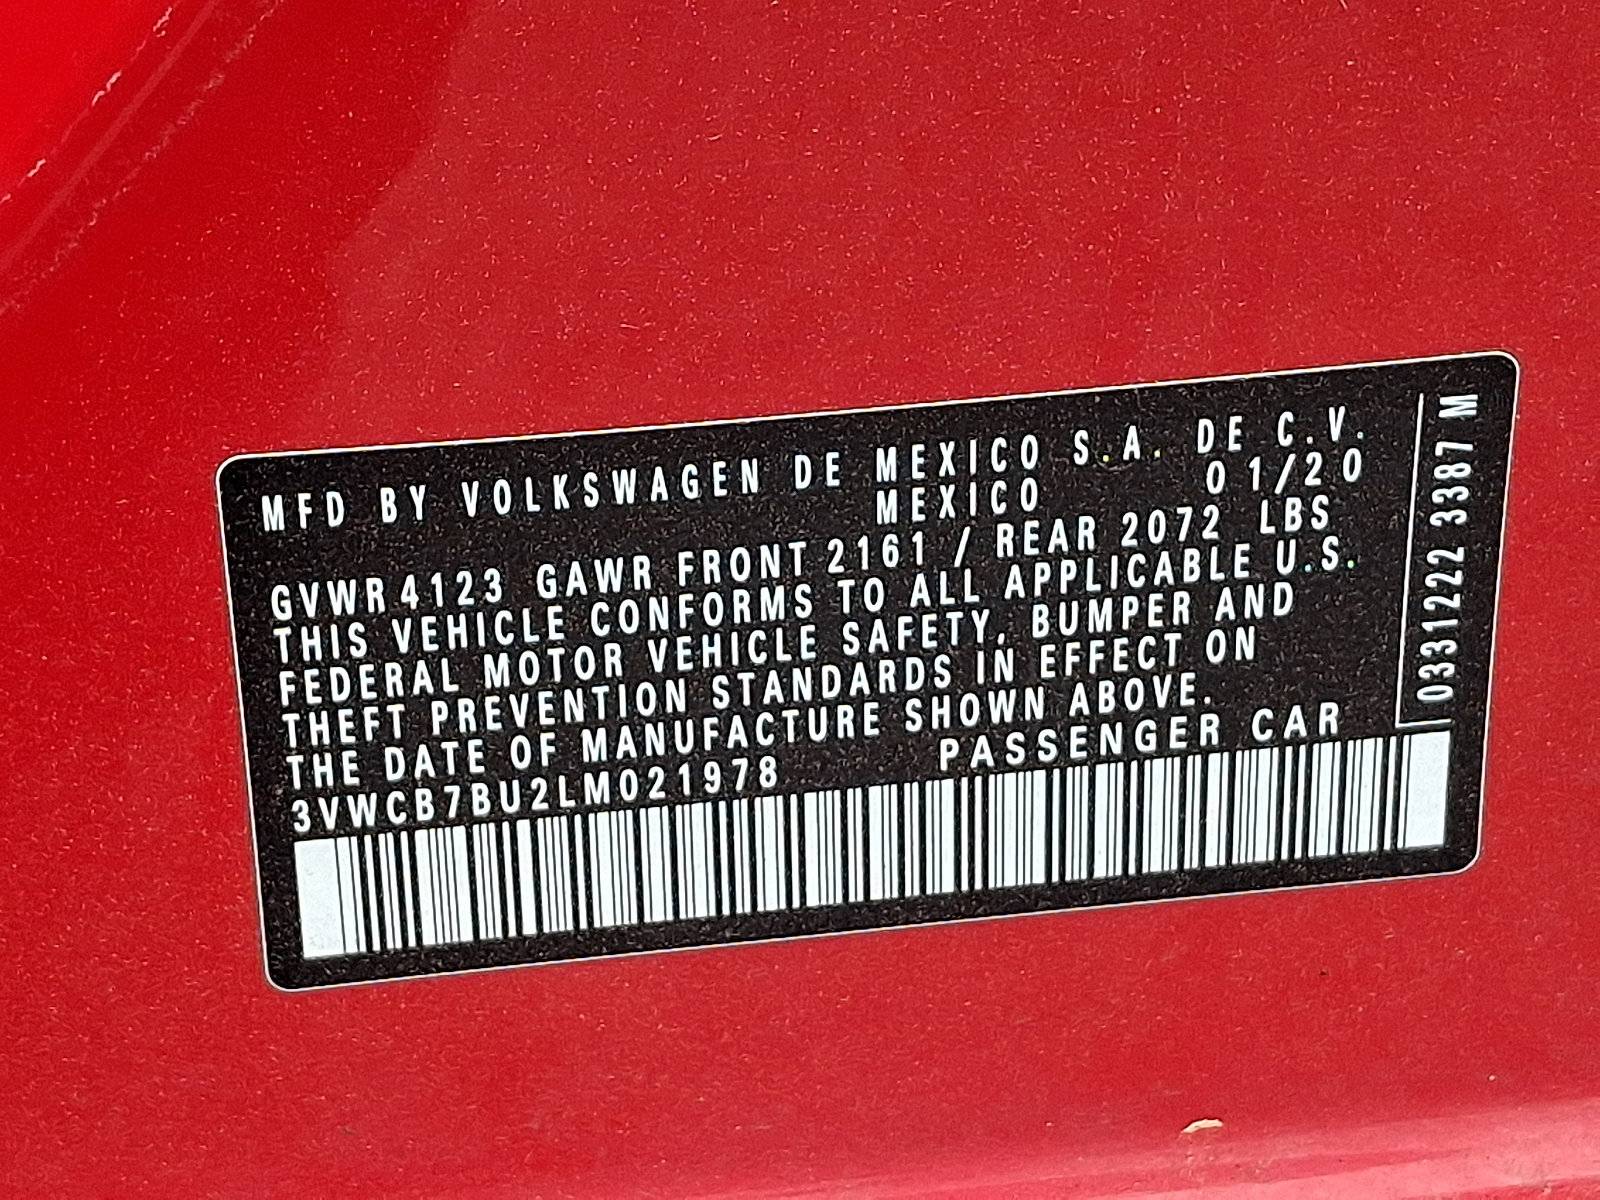 MFD BY VOLKSWAGEN DE MEXICO S.A. DE C.V.
MEXICO 01/20
GVWR 4123 GAWR FRONT 2161 / REAR 2072 LBS
THIS VEHICLE CONFORMS TO ALL APPLICABLE U.S.
FEDERAL MOTOR VEHICLE SAFETY, BUMPER AND
THEFT PREVENTION STANDARDS IN EFFECT ON
THE DATE OF MANUFACTURE SHOWN ABOVE.
3VWCB7BU2LM021978 PASSENGER CAR
0331222 3387 M